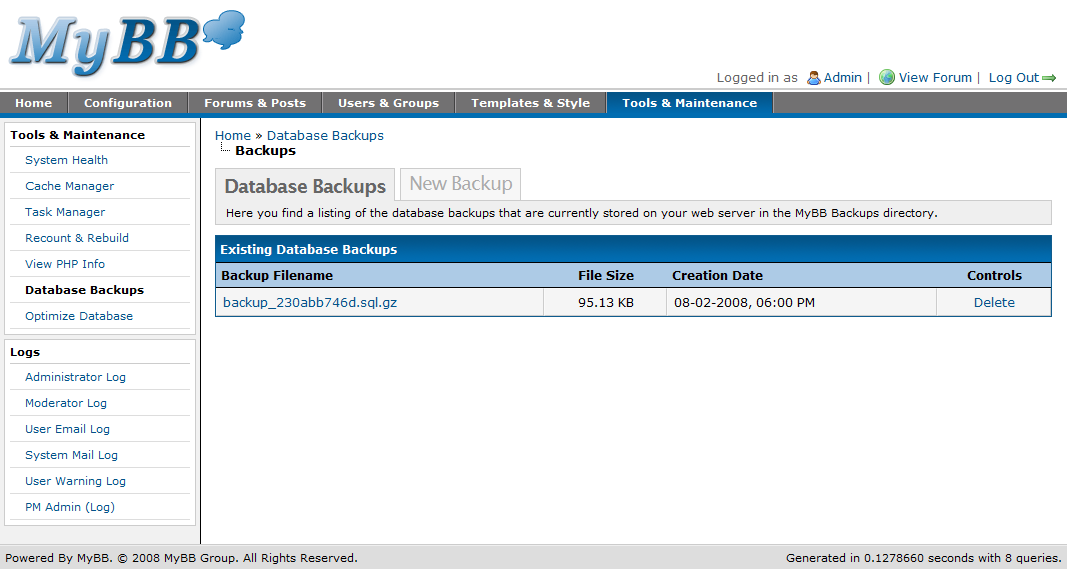 MyBB
Logged in as Admin | View Forum | Log Out
Home Configuration Forums & Posts Users & Groups Templates & Style Tools & Maintenance
Tools & Maintenance
System Health
Cache Manager
Task Manager
Recount & Rebuild
View PHP Info
Database Backups
Optimize Database
Logs
Administrator Log
Moderator Log
User Email Log
System Mail Log
User Warning Log
PM Admin (Log)
Home » Database Backups
Backups
Database Backups New Backup
Here you find a listing of the database backups that are currently stored on your web server in the MyBB Backups directory.
Existing Database Backups
Backup Filename File Size Creation Date Controls
backup_230abb746d.sql.gz 95.13 KB 08-02-2008, 06:00 PM Delete
Powered By MyBB. © 2008 MyBB Group. All Rights Reserved. Generated in 0.1278660 seconds with 8 queries.